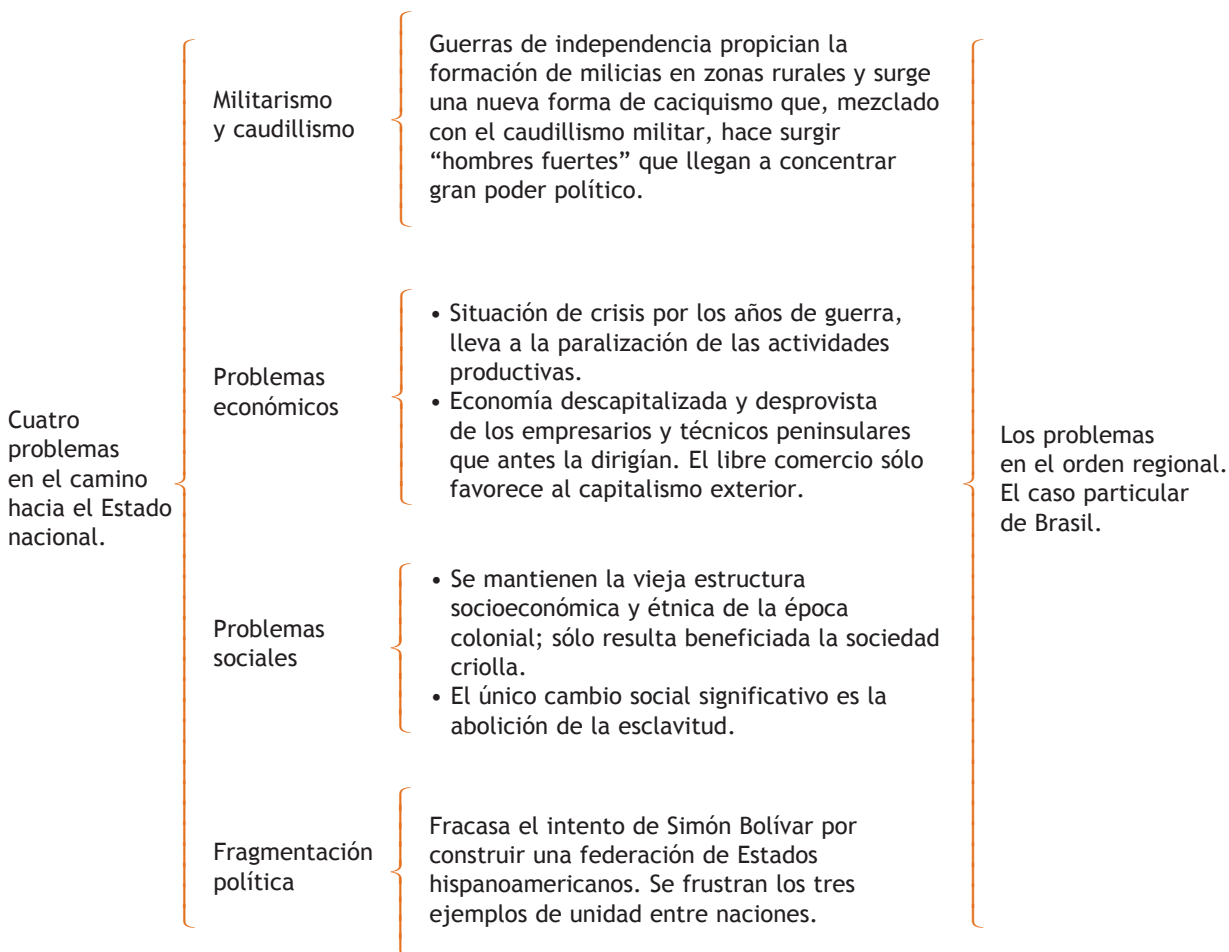 Cuatro
problemas
en el camino
hacia el Estado
nacional.
Militarismo
y caudillismo
Guerras de independencia propician la
formación de milicias en zonas rurales y surge
una nueva forma de caciquismo que, mezclado
con el caudillismo militar, hace surgir
“hombres fuertes” que llegan a concentrar
gran poder político.
Problemas
económicos
• Situación de crisis por los años de guerra,
lleva a la paralización de las actividades
productivas.
• Economía descapitalizada y desprovista
de los empresarios y técnicos peninsulares
que antes la dirigían. El libre comercio sólo
favorece al capitalismo exterior.
Problemas
sociales
• Se mantienen la vieja estructura
socioeconómica y étnica de la época
colonial; sólo resulta beneficiada la sociedad
criolla.
• El único cambio social significativo es la
abolición de la esclavitud.
Fragmentación
política
Fracasa el intento de Simón Bolívar por
construir una federación de Estados
hispanoamericanos. Se frustran los tres
ejemplos de unidad entre naciones.
Los problemas
en el orden regional.
El caso particular
de Brasil.